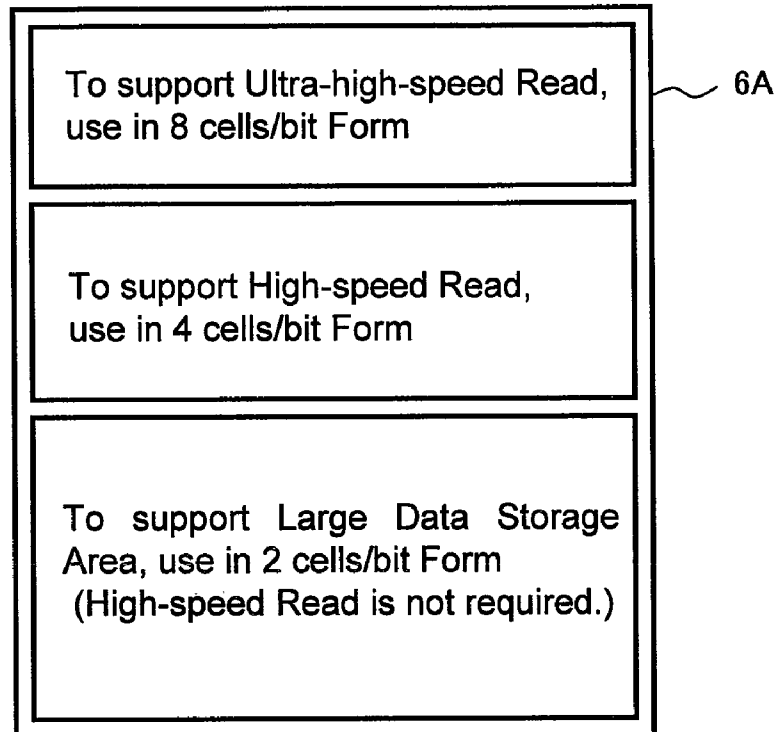 To support Ultra-high-speed Read,
use in 8 cells/bit Form
6A
To support High-speed Read,
use in 4 cells/bit Form
To support Large Data Storage
Area, use in 2 cells/bit Form
(High-speed Read is not required.)